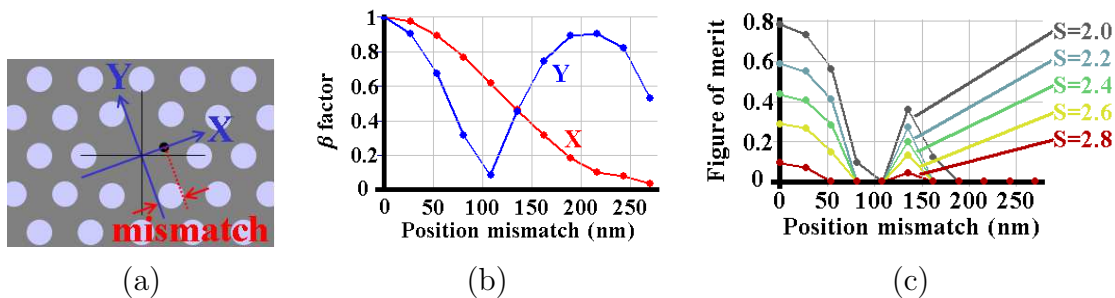 Y
X
mismatch
(a)
β factor
1
0.8
0.6
0.4
0.2
0
Y
X
0 50 100 150 200 250
Position mismatch (nm)
(b)
Figure of merit
0.8
0.6
0.4
0.2
0
S=2.0
S=2.2
S=2.4
S=2.6
S=2.8
0 50 100 150 200 250
Position mismatch (nm)
(c)